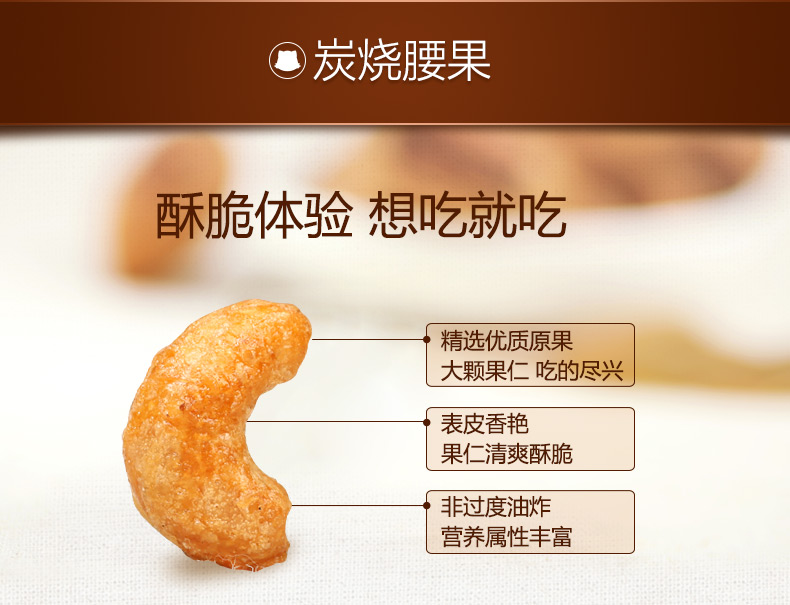 炭烧腰果
酥脆体验 想吃就吃
精选优质原果
大颗果仁 吃的尽兴
表皮香艳
果仁清爽酥脆
非过度油炸
营养属性丰富